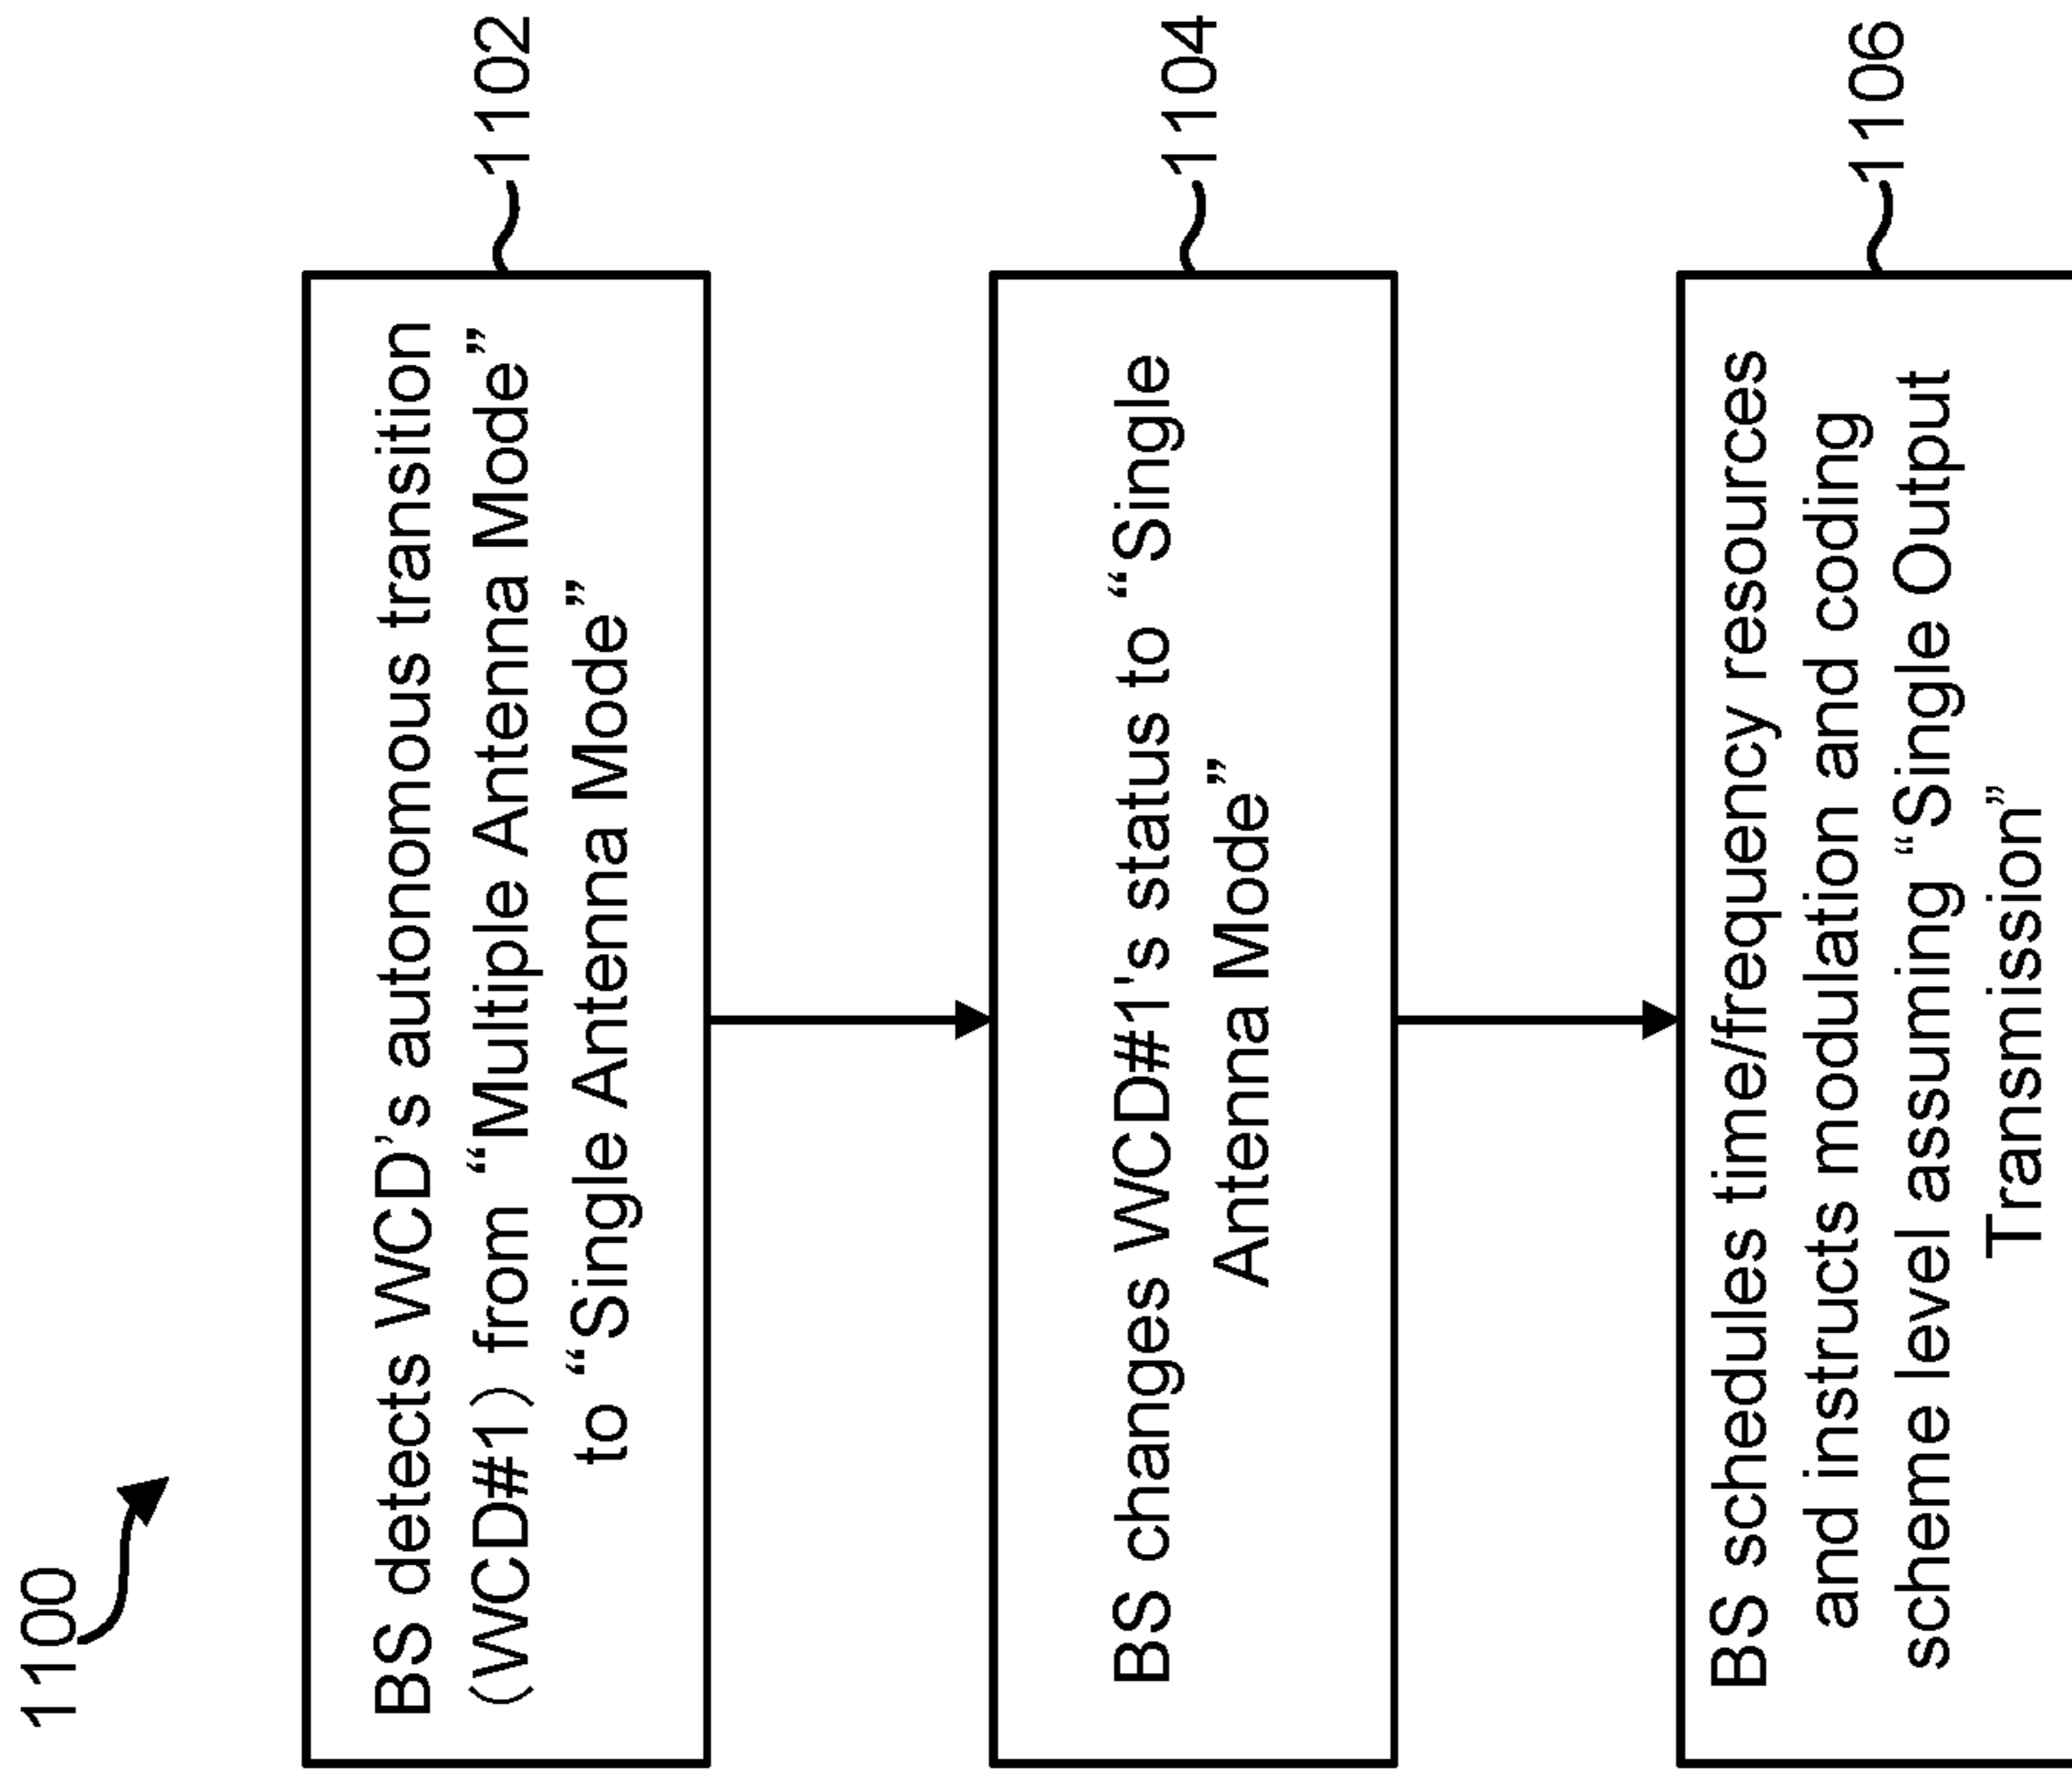 1100
BS detects WCD’s autonomous transition
(WCD#1) from “Multiple Antenna Mode”
to “Single Antenna Mode”
1102
BS changes WCD#1's status to “Single
Antenna Mode”
1104
BS schedules time/frequency resources
and instructs modulation and coding
scheme level assuming “Single Output
Transmission”
1106